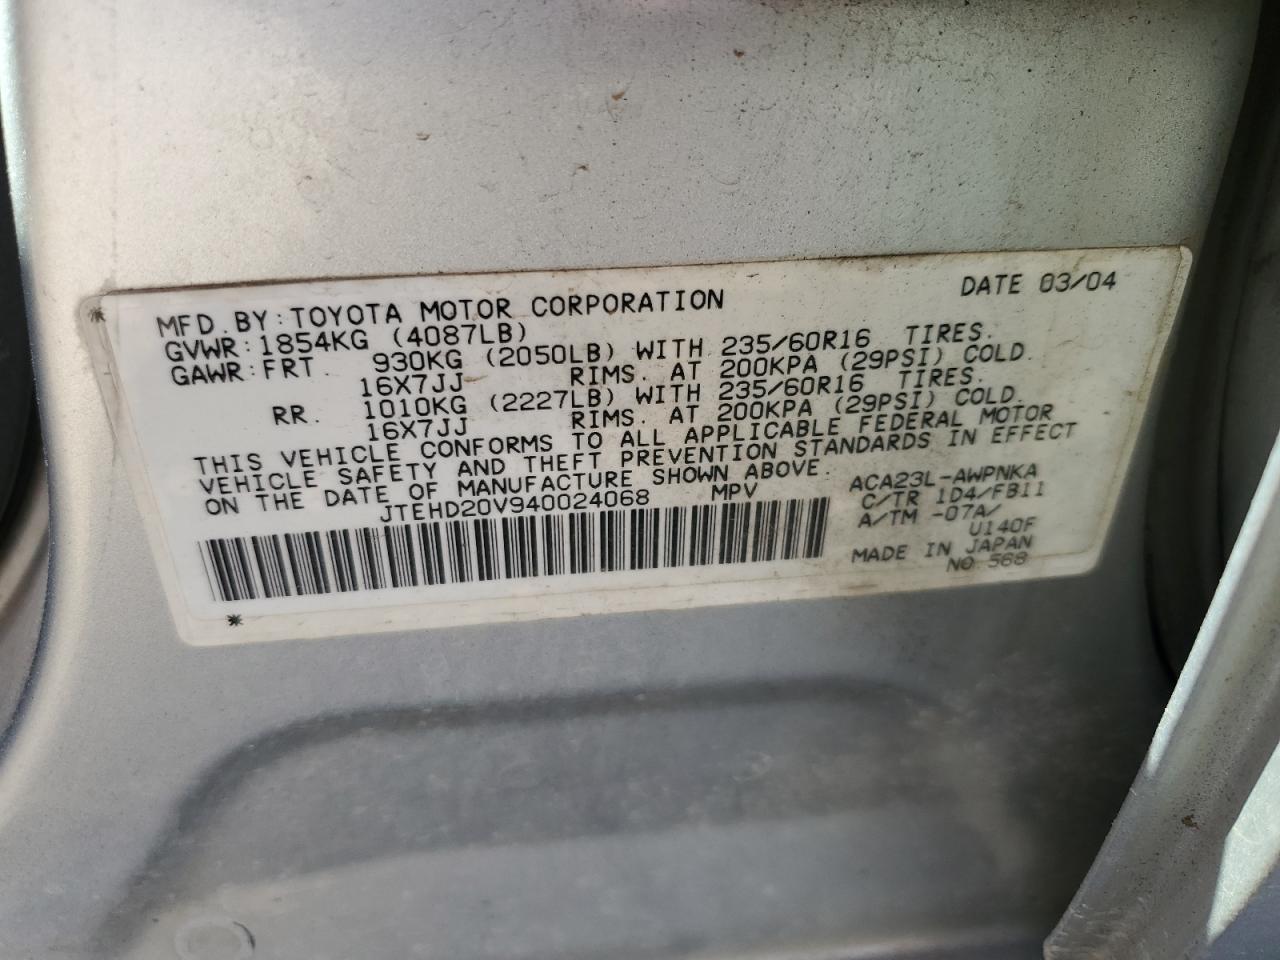 DATE 03/04
MFD. BY: TOYOTA MOTOR CORPORATION
GVWR: 1854KG (4087LB)
GAWR: FRT. 930KG (2050LB) WITH 235/60R16 TIRES.
16X7JJ RIMS. AT 200KPA (29PSI) COLD.
RR. 1010KG (2227LB) WITH 235/60R16 TIRES.
16X7JJ RIMS. AT 200KPA (29PSI) COLD.
THIS VEHICLE CONFORMS TO ALL APPLICABLE FEDERAL MOTOR
VEHICLE SAFETY AND THEFT PREVENTION STANDARDS IN EFFECT
ON THE DATE OF MANUFACTURE SHOWN ABOVE.
JTEHD20V940024068 MPV
ACA23L-AWPNKA
C/TR 1D4/FB11
A/TM -07A/
U140F
MADE IN JAPAN
NO 568